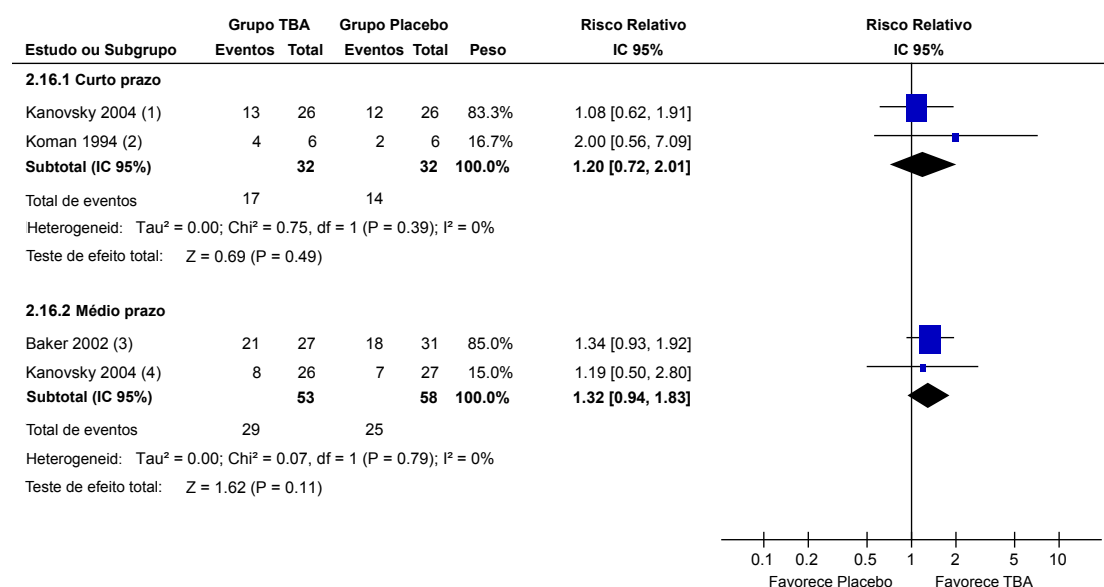 Grupo TBA Grupo Placebo Risco Relativo Risco Relativo
Estudo ou Subgrupo Eventos Total Eventos Total Peso IC 95% IC 95%
2.16.1 Curto prazo
Kanovsky 2004 (1) 13 26 12 26 83.3% 1.08 [0.62, 1.91]
Koman 1994 (2) 4 6 2 6 16.7% 2.00 [0.56, 7.09]
Subtotal (IC 95%) 32 32 100.0% 1.20 [0.72, 2.01]
Total de eventos 17 14
Heterogeneid: Tau² = 0.00; Chi² = 0.75, df = 1 (P = 0.39); I² = 0%
Teste de efeito total: Z = 0.69 (P = 0.49)
2.16.2 Médio prazo
Baker 2002 (3) 21 27 18 31 85.0% 1.34 [0.93, 1.92]
Kanovsky 2004 (4) 8 26 7 27 15.0% 1.19 [0.50, 2.80]
Subtotal (IC 95%) 53 58 100.0% 1.32 [0.94, 1.83]
Total de eventos 29 25
Heterogeneid: Tau² = 0.00; Chi² = 0.07, df = 1 (P = 0.79); I² = 0%
Teste de efeito total: Z = 1.62 (P = 0.11)
0.1 0.2 0.5 1 2 5 10
Favorece Placebo Favorece TBA